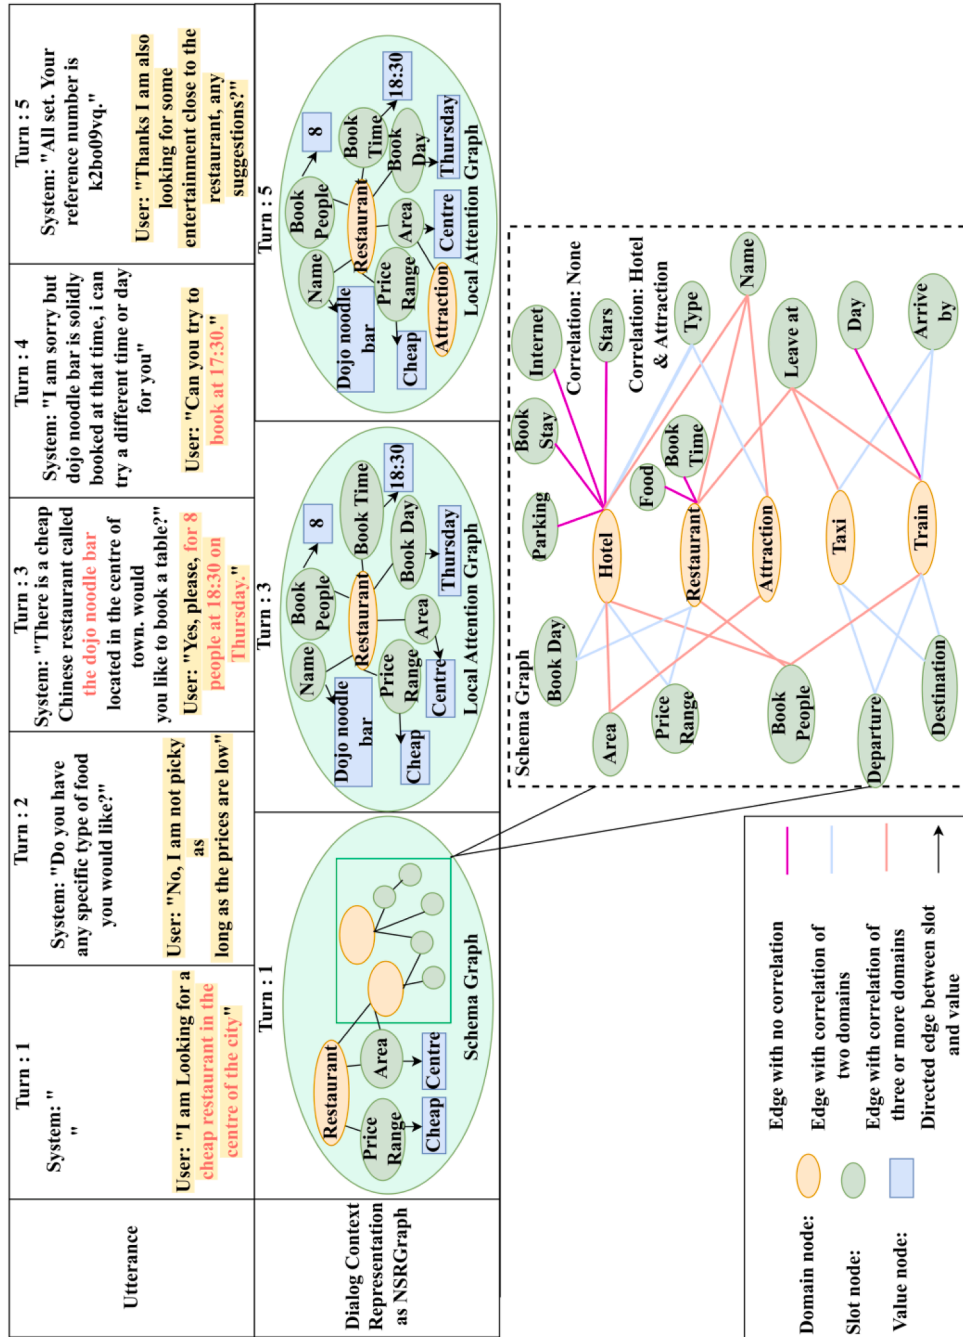 Utterance
Turn : 1
System: "
"
User: "I am Looking for a
cheap restaurant in the
centre of the city"
Turn : 2
System: "Do you have
any specific type of food
you would like?"
User: "No, I am not picky
as
long as the prices are low"
Turn : 3
System: "There is a cheap
Chinese restaurant called
the dojo noodle bar
located in the centre of
town. would
you like to book a table?"
User: "Yes, please, for 8
people at 18:30 on
Thursday."
Turn : 4
System: "I am sorry but
dojo noodle bar is solidly
booked at that time, i can
try a different time or day
for you"
User: "Can you try to
book at 17:30."
Turn : 5
System: "All set. Your
reference number is
k2bo09vq."
User: "Thanks I am also
looking for some
entertainment close to the
restaurant, any
suggestions?"
Dialog Context
Representation
as NSRGraph
Turn : 1
Restaurant
Price
Range
Area
Cheap
Centre
Schema Graph
Turn : 3
Name
Book
People
8
Dojo noodle
bar
Restaurant
Book Time
18:30
Price
Range
Area
Book Day
Cheap
Centre
Thursday
Local Attention Graph
Turn : 5
Name
Book
People
8
Dojo noodle
bar
Restaurant
Book
Time
18:30
Price
Range
Area
Book
Day
Cheap
Attraction
Centre
Thursday
Local Attention Graph
Domain node:
Slot node:
Value node:
Edge with no correlation
Edge with correlation of
two domains
Edge with correlation of
three or more domains
Directed edge between slot
and value
Schema Graph
Area
Book Day
Price
Range
Book
People
Departure
Destination
Parking
Book
Stay
Internet
Stars
Correlation: None
Correlation: Hotel
& Attraction
Hotel
Food
Book
Time
Type
Name
Restaurant
Attraction
Leave at
Taxi
Day
Train
Arrive
by